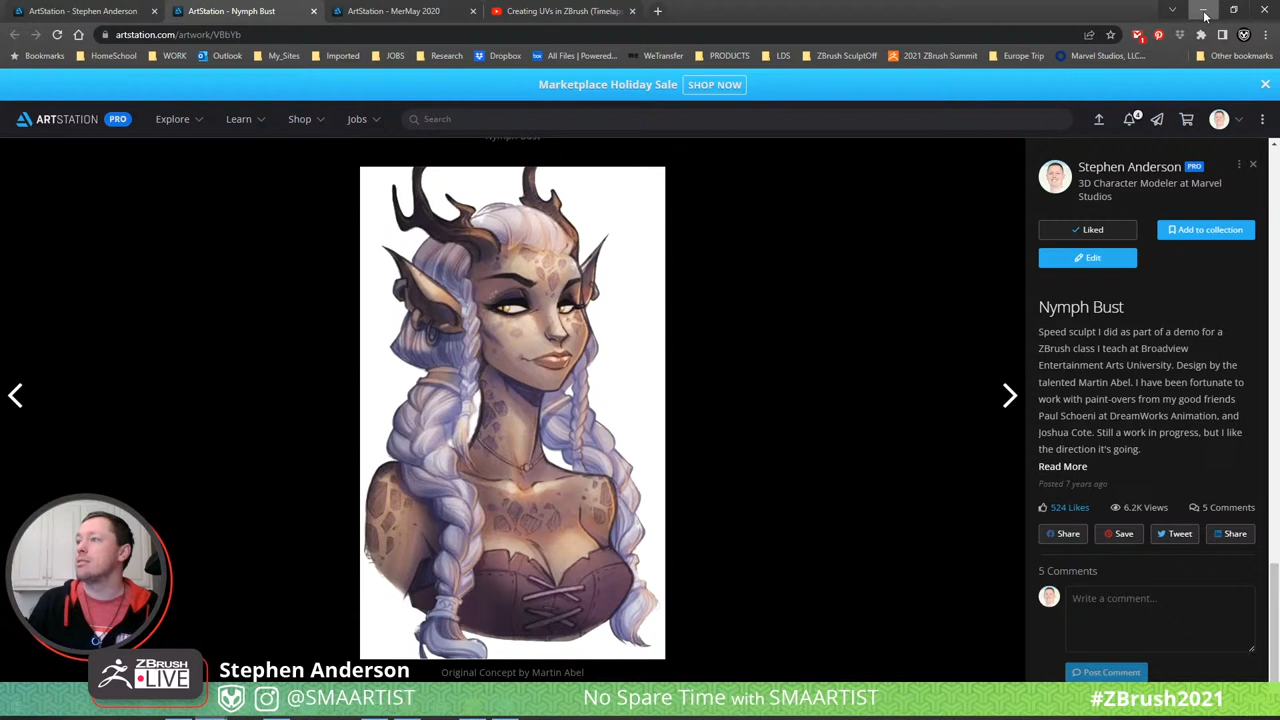 ArtStation - Stephen Anderson
ArtStation - Nymph Bust
ArtStation - MerMay 2020
Creating UVs in ZBrush (Timelap
artstation.com/artwork/VBbYb
Bookmarks
HomeSchool
WORK
Outlook
My_Sites
Imported
JOBS
Research
Dropbox
All Files | Powered...
WeTransfer
PRODUCTS
LDS
ZBrush SculptOff
2021 ZBrush Summit
Europe Trip
Marvel Studios, LLC...
Other bookmarks
Marketplace Holiday Sale
SHOP NOW
ARTSTATION
PRO
Explore
Learn
Shop
Jobs
Search
4
Nymph Bust
Stephen Anderson PRO
3D Character Modeler at Marvel
Studios
Liked
Add to collection
Edit
Nymph Bust
Speed sculpt I did as part of a demo for a
ZBrush class I teach at Broadview
Entertainment Arts University. Design by the
talented Martin Abel. I have been fortunate to
work with paint-overs from my good friends
Paul Schoeni at DreamWorks Animation, and
Joshua Cote. Still a work in progress, but I like
the direction it's going.
Read More
Posted 7 years ago
524 Likes
6.2K Views
5 Comments
Share
Save
Tweet
Share
5 Comments
Write a comment...
Post Comment
Original Concept by Martin Abel
ZBRUSH
LIVE
Stephen Anderson
@SMAARTIST
No Spare Time with SMAARTIST
#ZBrush2021